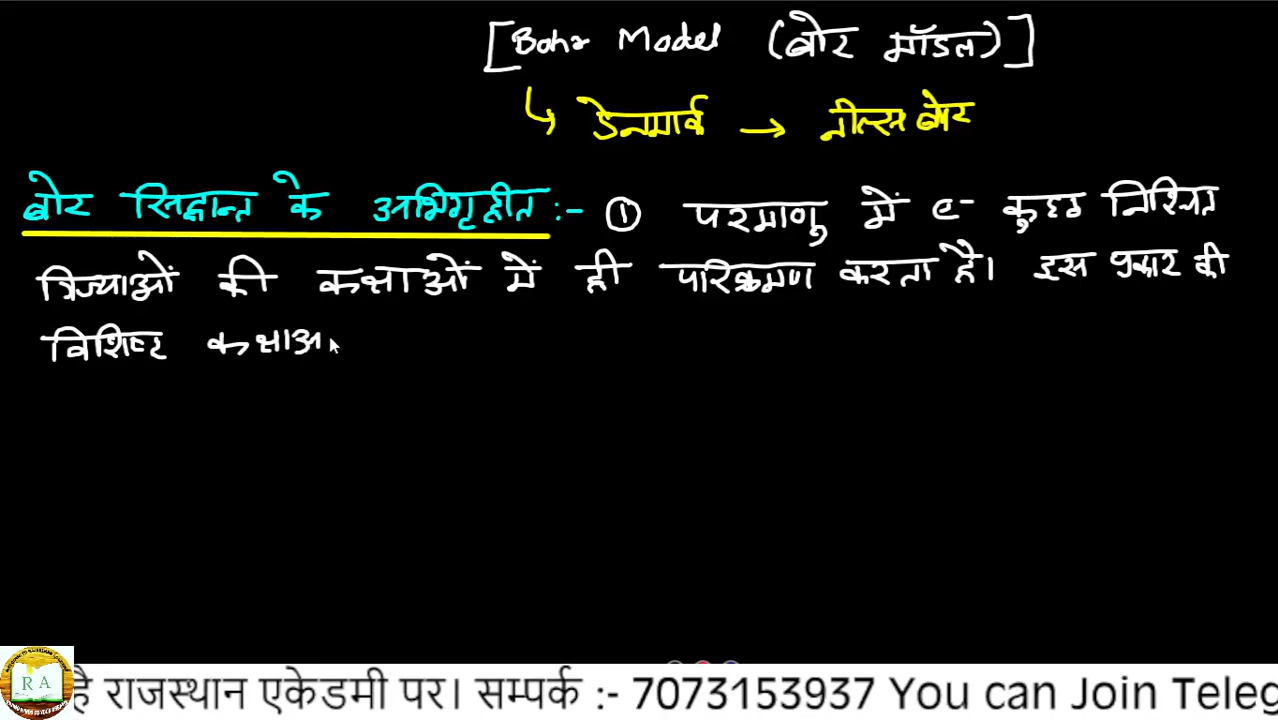 [Bohr Model (बोर मॉडल)]
↳ डेनमार्क → नील्स बोर
बोर सिद्धान्त के अभिगृहीत :- ① परमाणु में e- कुछ निश्चित
त्रिज्याओं की कक्षाओं में ही परिक्रमण करता है। इस प्रकार की
विशिष्ट कक्षाअ
R A
है राजस्थान एकेडमी पर। सम्पर्क :- 7073153937 You can Join Teleg